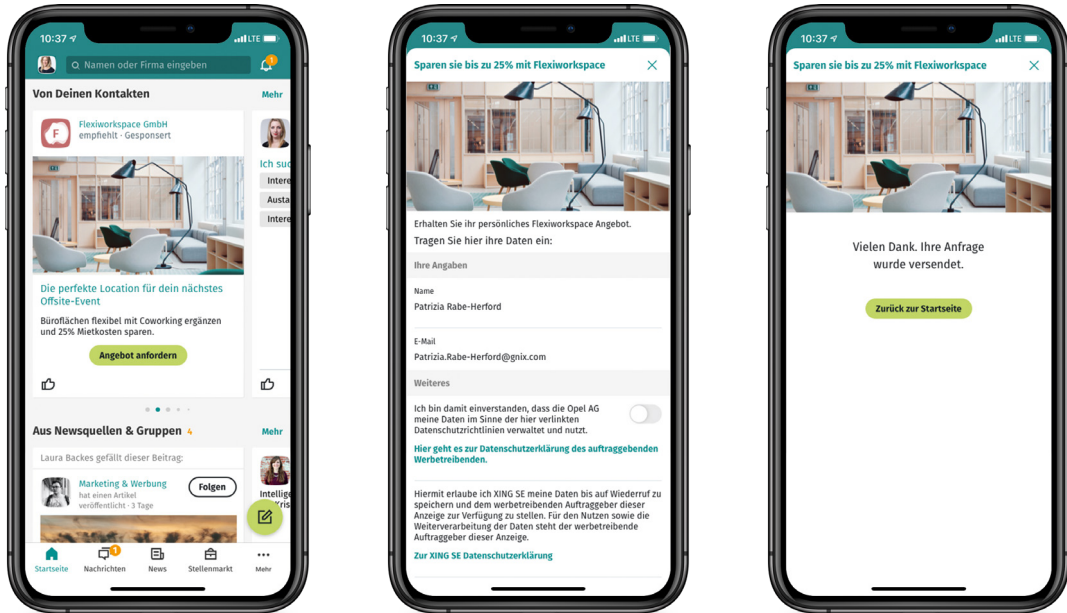 10:37
LTE
Namen oder Firma eingeben
1
Von Deinen Kontakten
Mehr
F
Flexiworkspace GmbH
empfiehlt · Gesponsert
Die perfekte Location für dein nächstes
Offsite-Event
Büroflächen flexibel mit Coworking ergänzen
und 25% Mietkosten sparen.
Angebot anfordern
Ich suc
Intere
Austa
Intere
Aus Newsquellen & Gruppen 4
Mehr
Laura Backes gefällt dieser Beitrag:
Marketing & Werbung
hat einen Artikel
veröffentlicht · 3 Tage
Folgen
Intellige
Kris
Startseite
1
Nachrichten
News
Stellenmarkt
Mehr
10:37
LTE
Sparen sie bis zu 25% mit Flexiworkspace
Erhalten Sie ihr persönliches Flexiworkspace Angebot.
Tragen Sie hier ihre Daten ein:
Ihre Angaben
Name
Patrizia Rabe-Herford
E-Mail
Patrizia.Rabe-Herford@gnix.com
Weiteres
Ich bin damit einverstanden, dass die Opel AG
meine Daten im Sinne der hier verlinkten
Datenschutzrichtlinien verwaltet und nutzt.
Hier geht es zur Datenschutzerklärung des auftraggebenden
Werbetreibenden.
Hiermit erlaube ich XING SE meine Daten bis auf Wiederruf zu
speichern und dem werbetreibenden Auftraggeber dieser
Anzeige zur Verfügung zu stellen. Für den Nutzen sowie die
Weiterverarbeitung der Daten steht der werbetreibende
Auftraggeber dieser Anzeige.
Zur XING SE Datenschutzerklärung
10:37
LTE
Sparen sie bis zu 25% mit Flexiworkspace
Vielen Dank. Ihre Anfrage
wurde versendet.
Zurück zur Startseite